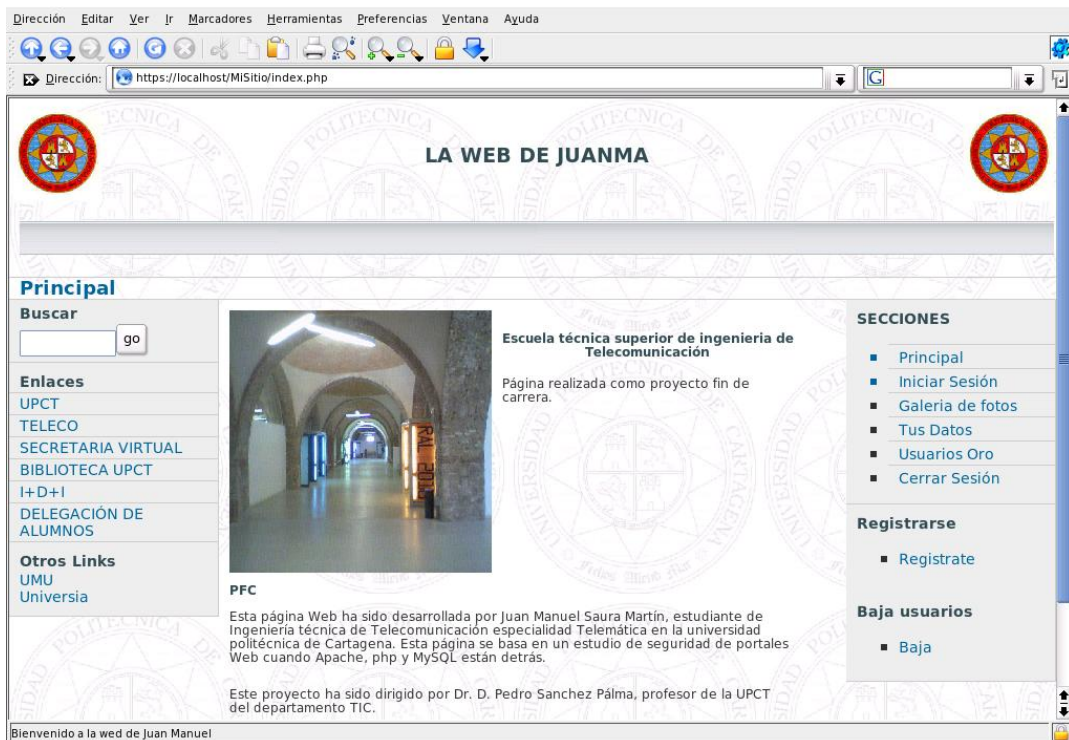 Dirección Editar Ver Ir Marcadores Herramientas Preferencias Ventana Ayuda
Dirección: https://localhost/MiSitio/index.php
LA WEB DE JUANMA
Principal
Buscar
go
Enlaces
UPCT
TELECO
SECRETARIA VIRTUAL
BIBLIOTECA UPCT
I+D+I
DELEGACIÓN DE
ALUMNOS
Otros Links
UMU
Universia
Escuela técnica superior de ingenieria de
Telecomunicación
Página realizada como proyecto fin de
carrera.
PFC
Esta página Web ha sido desarrollada por Juan Manuel Saura Martín, estudiante de
Ingeniería técnica de Telecomunicación especialidad Telemática en la universidad
politécnica de Cartagena. Esta página se basa en un estudio de seguridad de portales
Web cuando Apache, php y MySQL están detrás.
Este proyecto ha sido dirigido por Dr. D. Pedro Sanchez Pálma, profesor de la UPCT
del departamento TIC.
SECCIONES
Principal
Iniciar Sesión
Galeria de fotos
Tus Datos
Usuarios Oro
Cerrar Sesión
Registrarse
Registrate
Baja usuarios
Baja
Bienvenido a la wed de Juan Manuel